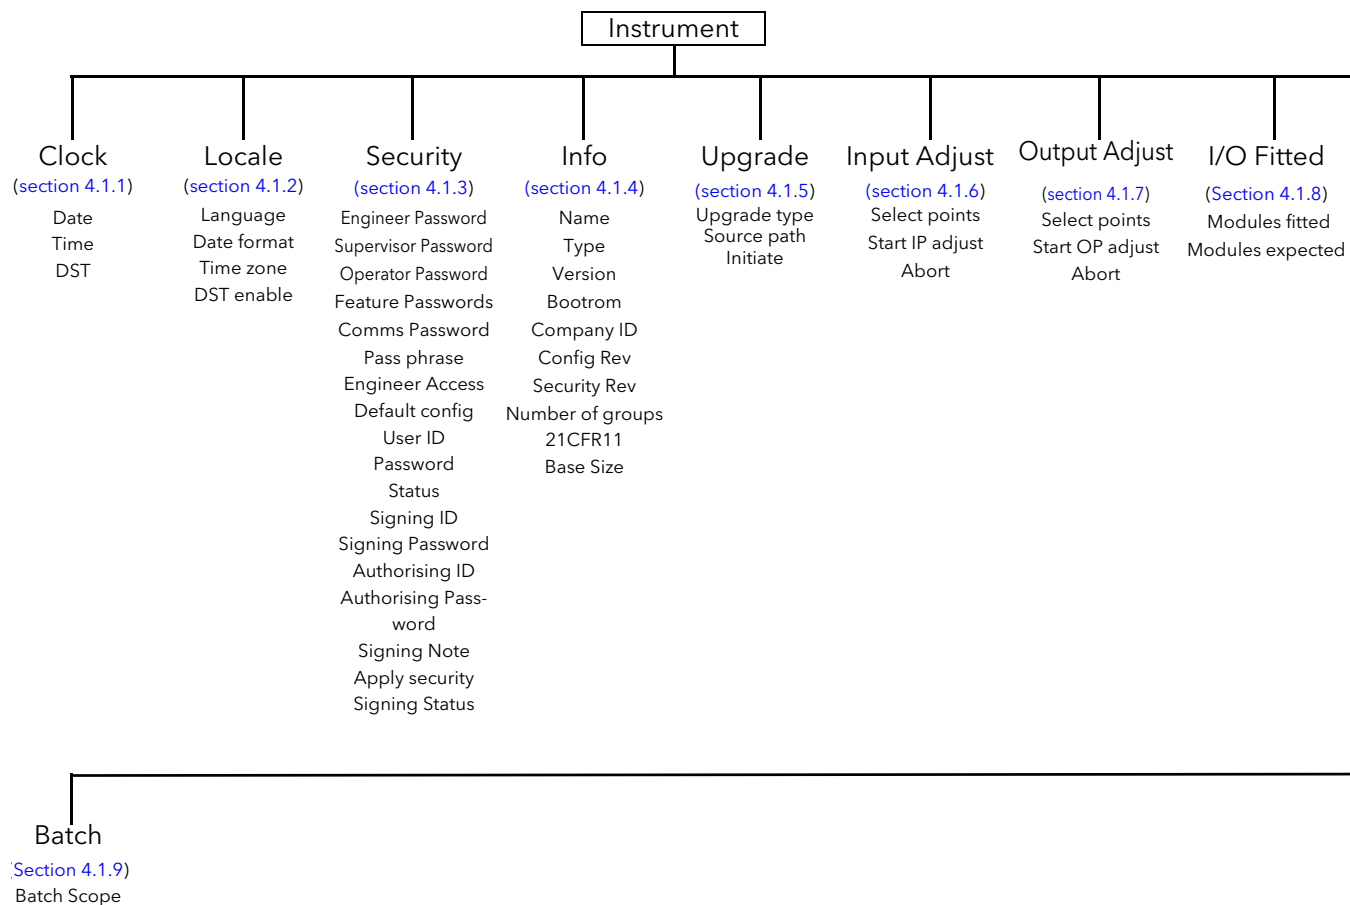 Instrument
Clock
(section 4.1.1)
Date
Time
DST
Locale
(section 4.1.2)
Language
Date format
Time zone
DST enable
Security
(section 4.1.3)
Engineer Password
Supervisor Password
Operator Password
Feature Passwords
Comms Password
Pass phrase
Engineer Access
Default config
User ID
Password
Status
Signing ID
Signing Password
Authorising ID
Authorising Pass-
word
Signing Note
Apply security
Signing Status
Info
(section 4.1.4)
Name
Type
Version
Bootrom
Company ID
Config Rev
Security Rev
Number of groups
21CFR11
Base Size
Upgrade
(section 4.1.5)
Upgrade type
Source path
Initiate
Input Adjust
(section 4.1.6)
Select points
Start IP adjust
Abort
Output Adjust
(section 4.1.7)
Select points
Start OP adjust
Abort
I/O Fitted
(Section 4.1.8)
Modules fitted
Modules expected
Batch
(Section 4.1.9)
Batch Scope